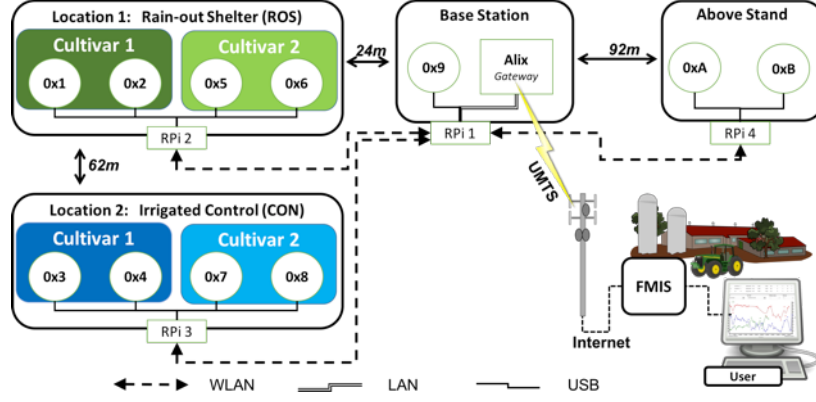 Location 1: Rain-out Shelter (ROS)
Cultivar 1
Cultivar 2
0x1
0x2
0x5
0x6
RPi 2
24m
Base Station
0x9
Alix
Gateway
RPi 1
92m
Above Stand
0xA
0xB
RPi 4
62m
UMTS
Location 2: Irrigated Control (CON)
Cultivar 1
Cultivar 2
0x3
0x4
0x7
0x8
RPi 3
FMIS
Internet
User
WLAN
LAN
USB